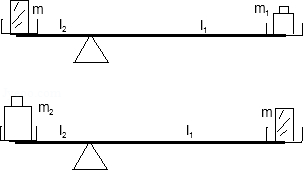 m l₂ l₁ m₁
m₂ l₂ l₁ m